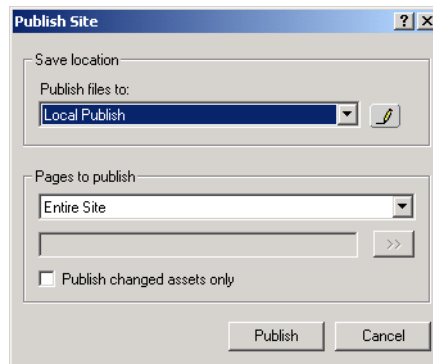 Publish Site
Save location
Publish files to:
Local Publish
Pages to publish
Entire Site
>>
Publish changed assets only
Publish Cancel